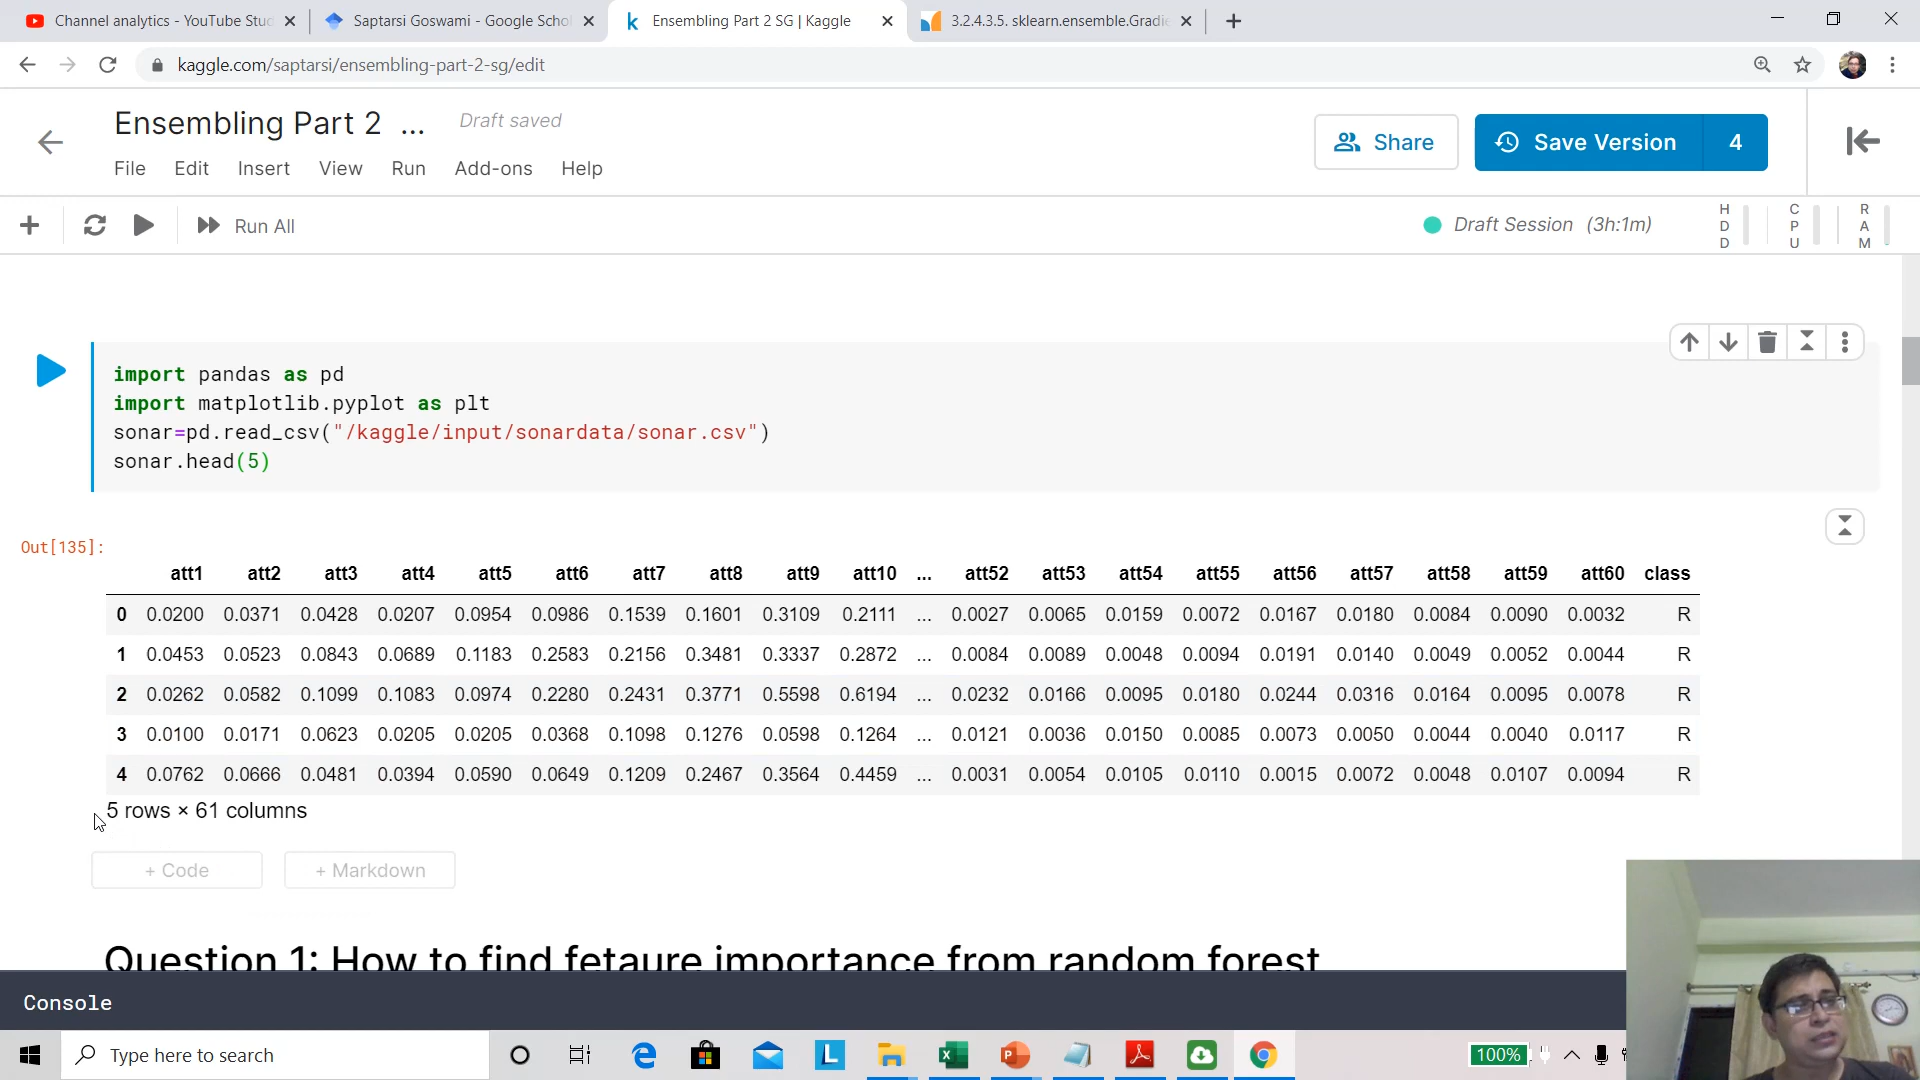 Channel analytics - YouTube Stud
Saptarsi Goswami - Google Schol
k Ensembling Part 2 SG | Kaggle
3.2.4.3.5. sklearn.ensemble.Gradie
kaggle.com/saptarsi/ensembling-part-2-sg/edit
Ensembling Part 2 ...
Draft saved
File Edit Insert View Run Add-ons Help
Share
Save Version 4
Run All
Draft Session (3h:1m)
HDD CPU RAM
import pandas as pd
import matplotlib.pyplot as plt
sonar=pd.read_csv("/kaggle/input/sonardata/sonar.csv")
sonar.head(5)
Out[135]:
att1 att2 att3 att4 att5 att6 att7 att8 att9 att10 ... att52 att53 att54 att55 att56 att57 att58 att59 att60 class
0 0.0200 0.0371 0.0428 0.0207 0.0954 0.0986 0.1539 0.1601 0.3109 0.2111 ... 0.0027 0.0065 0.0159 0.0072 0.0167 0.0180 0.0084 0.0090 0.0032 R
1 0.0453 0.0523 0.0843 0.0689 0.1183 0.2583 0.2156 0.3481 0.3337 0.2872 ... 0.0084 0.0089 0.0048 0.0094 0.0191 0.0140 0.0049 0.0052 0.0044 R
2 0.0262 0.0582 0.1099 0.1083 0.0974 0.2280 0.2431 0.3771 0.5598 0.6194 ... 0.0232 0.0166 0.0095 0.0180 0.0244 0.0316 0.0164 0.0095 0.0078 R
3 0.0100 0.0171 0.0623 0.0205 0.0205 0.0368 0.1098 0.1276 0.0598 0.1264 ... 0.0121 0.0036 0.0150 0.0085 0.0073 0.0050 0.0044 0.0040 0.0117 R
4 0.0762 0.0666 0.0481 0.0394 0.0590 0.0649 0.1209 0.2467 0.3564 0.4459 ... 0.0031 0.0054 0.0105 0.0110 0.0015 0.0072 0.0048 0.0107 0.0094 R
5 rows × 61 columns
+ Code + Markdown
Question 1: How to find fetaure importance from random forest
Console
Type here to search
L
100%